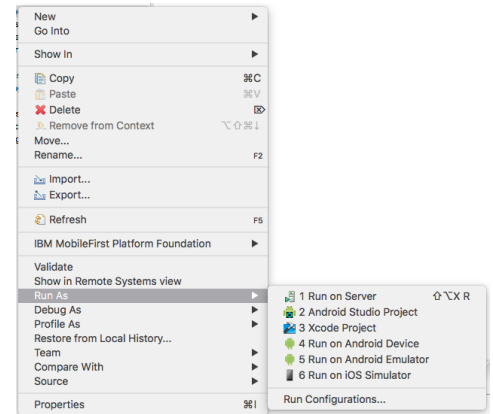 New
Go Into
Show In
Copy ⌘C
Paste ⌘V
Delete ⌦
Remove from Context ⌥⇧⌘↓
Move...
Rename... F2
Import...
Export...
Refresh F5
IBM MobileFirst Platform Foundation
Validate
Show in Remote Systems view
Run As
Debug As
Profile As
Restore from Local History...
Team
Compare With
Source
Properties ⌘I
1 Run on Server ⇧⌥X R
2 Android Studio Project
3 Xcode Project
4 Run on Android Device
5 Run on Android Emulator
6 Run on iOS Simulator
Run Configurations...